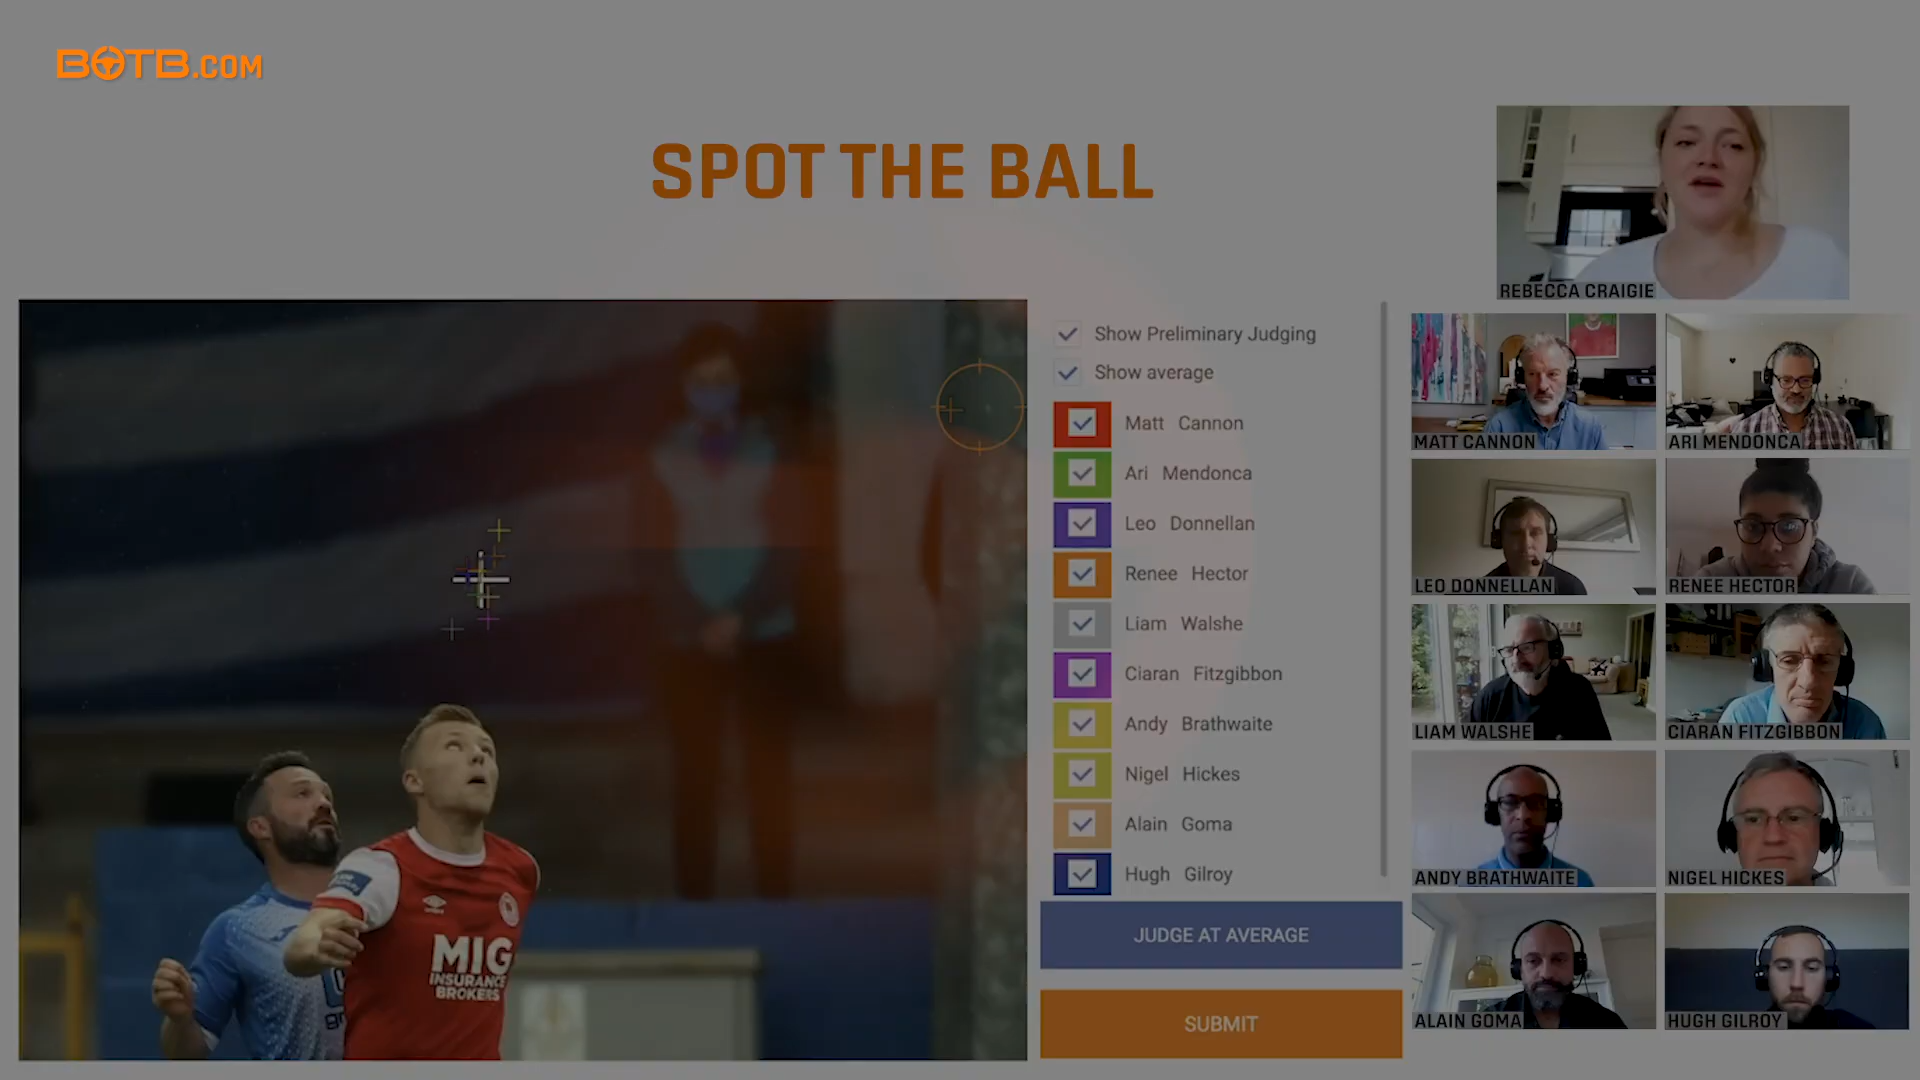 BOTB.COM
SPOT THE BALL
REBECCA CRAIGIE
Show Preliminary Judging
Show average
Matt Cannon
Ari Mendonca
Leo Donnellan
Renee Hector
Liam Walshe
Ciaran Fitzgibbon
Andy Brathwaite
Nigel Hickes
Alain Goma
Hugh Gilroy
JUDGE AT AVERAGE
SUBMIT
MATT CANNON
ARI MENDONCA
LEO DONNELLAN
RENEE HECTOR
LIAM WALSHE
CIARAN FITZGIBBON
ANDY BRATHWAITE
NIGEL HICKES
ALAIN GOMA
HUGH GILROY
MIG
INSURANCE
BROKERS